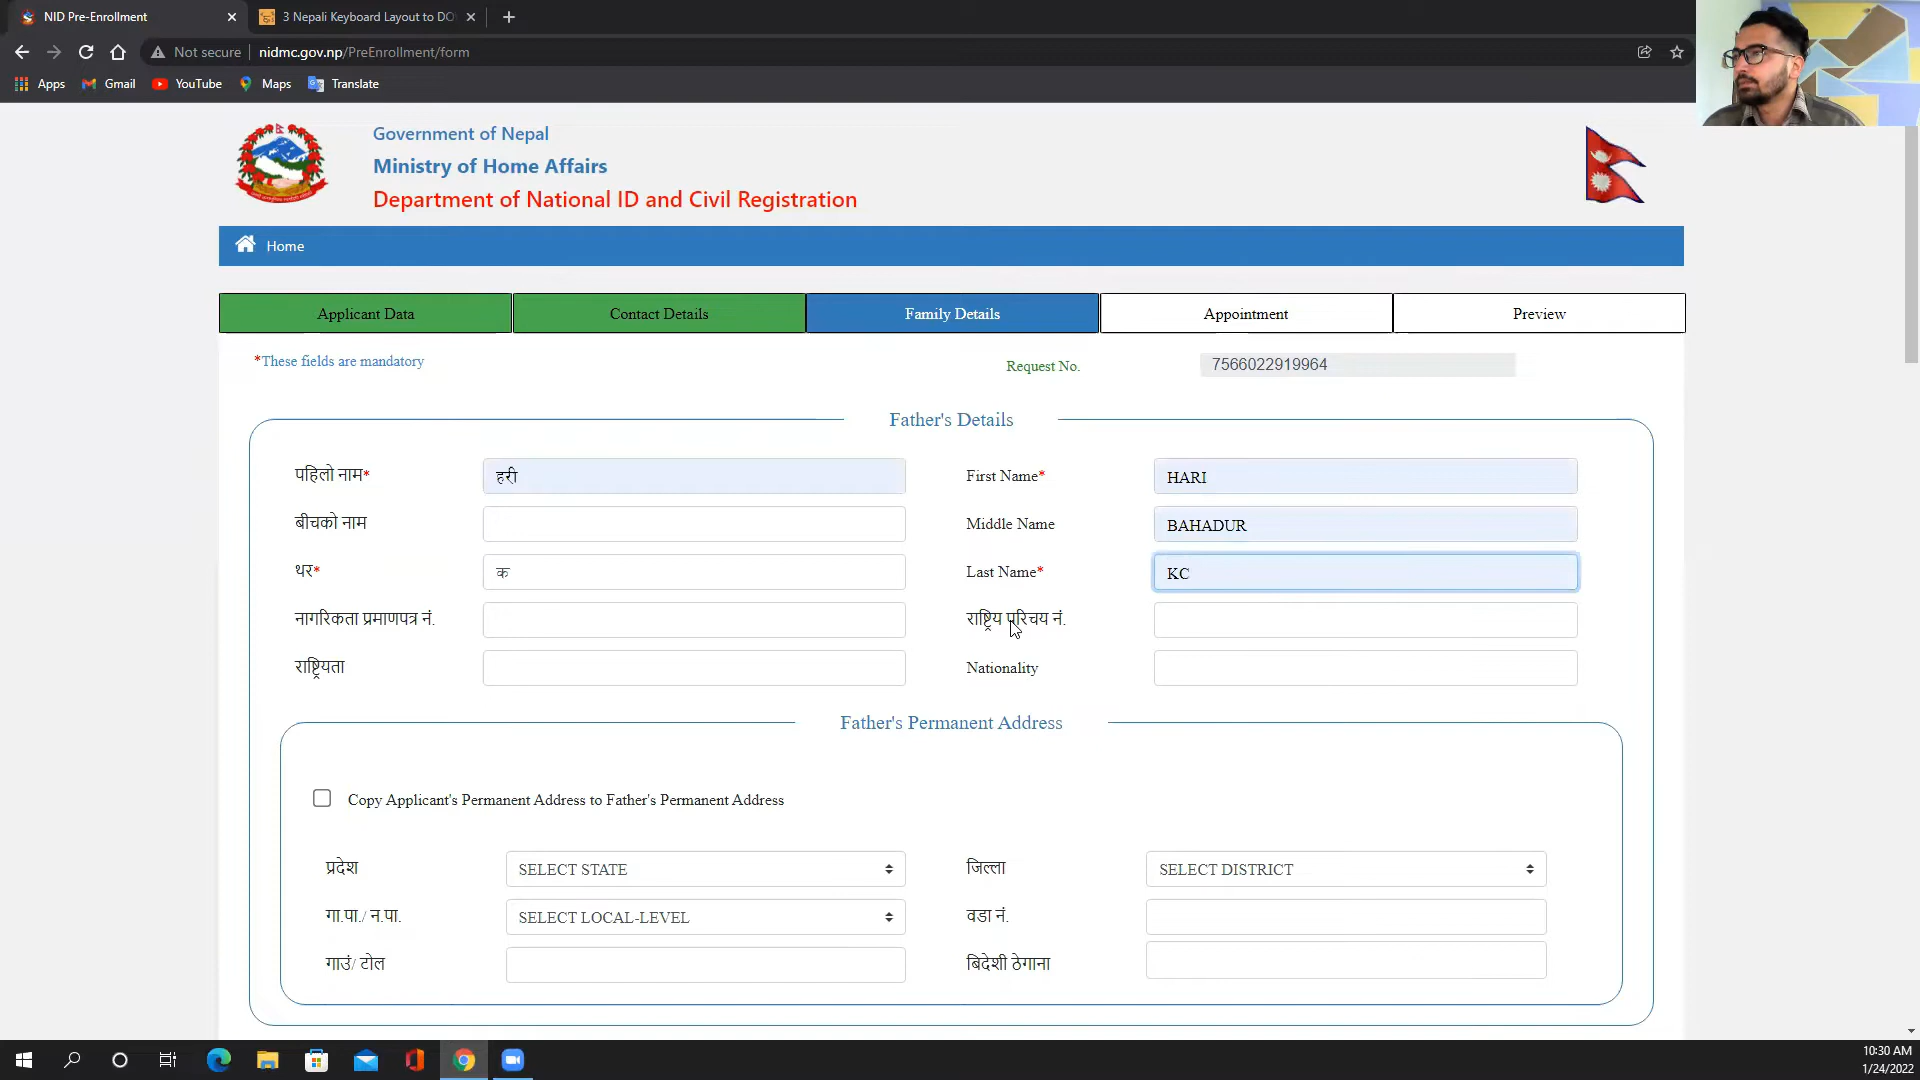 NID Pre-Enrollment
3 Nepali Keyboard Layout to DO
Not secure
nidmc.gov.np/PreEnrollment/form
Apps
Gmail
YouTube
Maps
Translate
Government of Nepal
Ministry of Home Affairs
Department of National ID and Civil Registration
Home
Applicant Data
Contact Details
Family Details
Appointment
Preview
*These fields are mandatory
Request No.
7566022919964
Father's Details
पहिलो नाम*
हरी
First Name*
HARI
बीचको नाम
Middle Name
BAHADUR
थर*
क
Last Name*
KC
नागरिकता प्रमाणपत्र नं.
राष्ट्रिय परिचय नं.
राष्ट्रियता
Nationality
Father's Permanent Address
Copy Applicant's Permanent Address to Father's Permanent Address
प्रदेश
SELECT STATE
जिल्ला
SELECT DISTRICT
गा.पा./ न.पा.
SELECT LOCAL-LEVEL
वडा नं.
गाउं/ टोल
बिदेशी ठेगाना
10:30 AM
1/24/2022